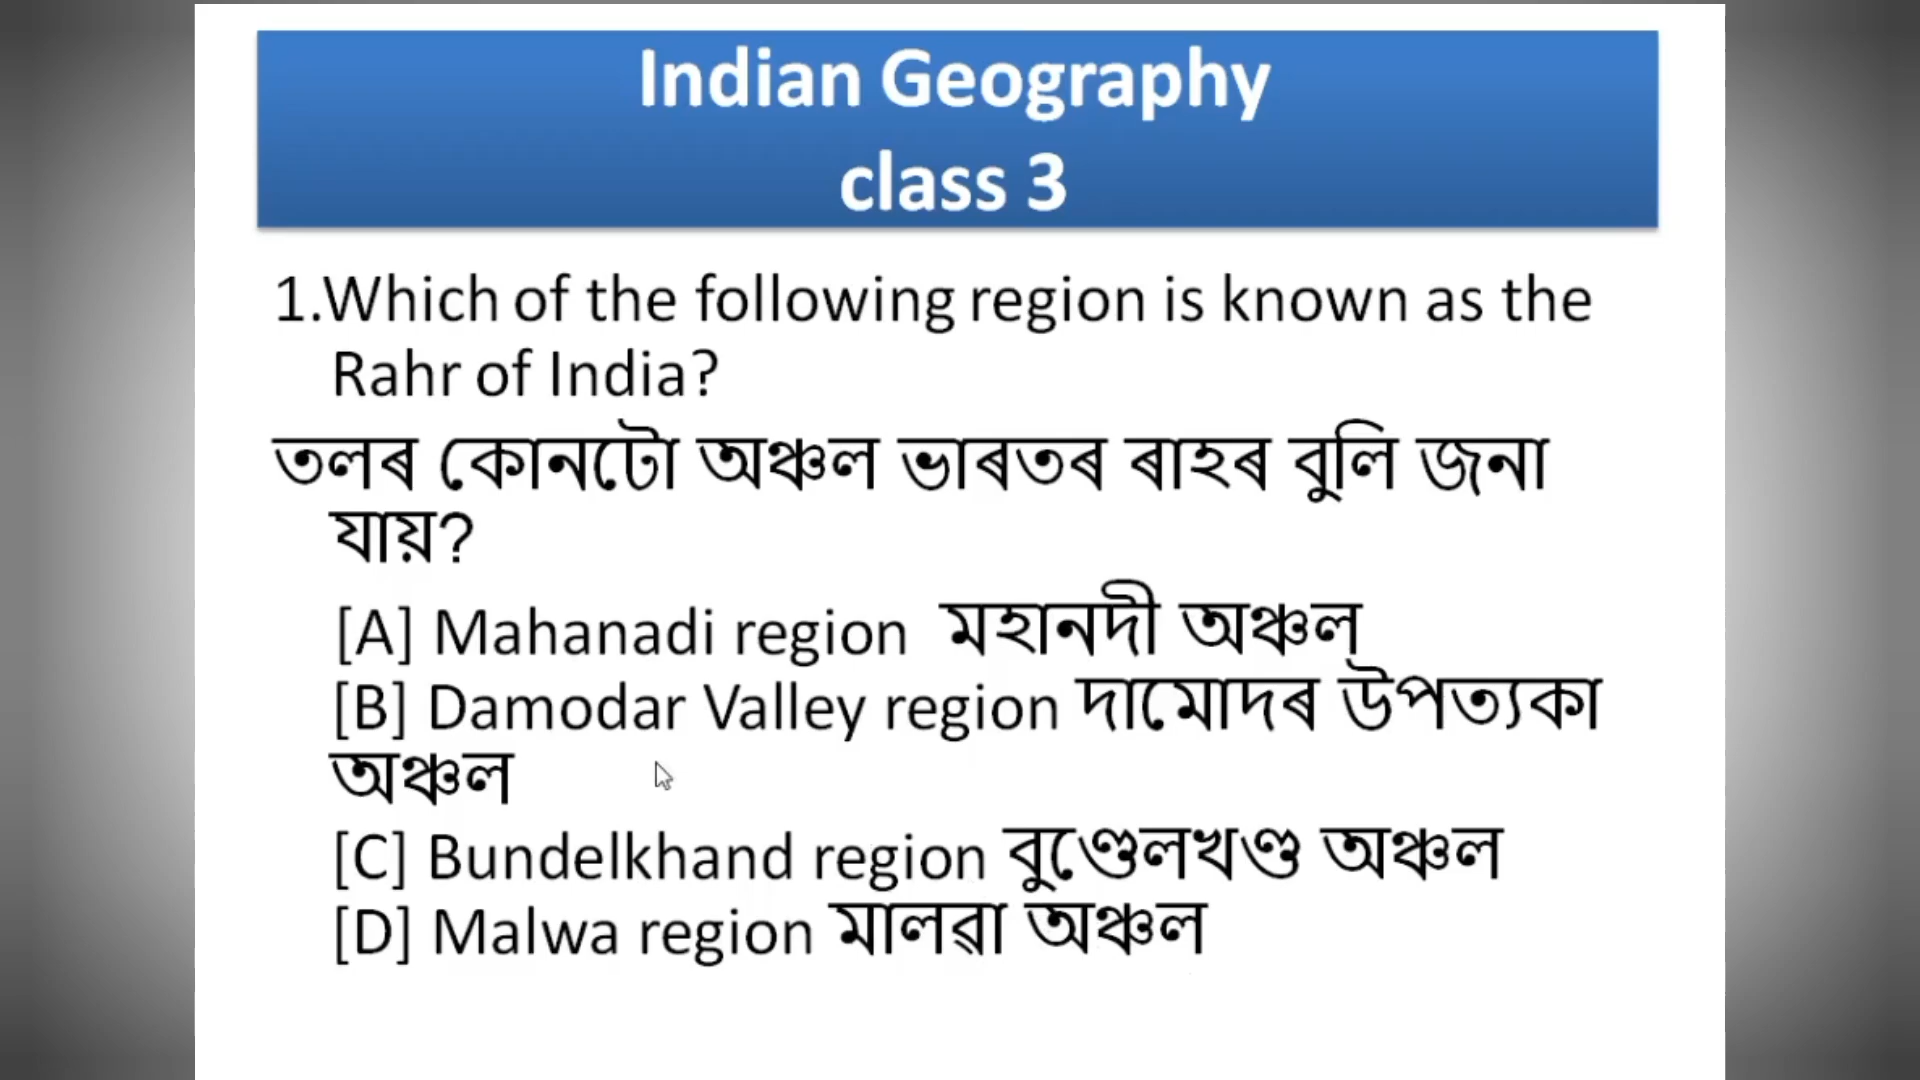 Indian Geography
class 3
1.Which of the following region is known as the
Rahr of India?
তলৰ কোনটো অঞ্চল ভাৰতৰ ৰাহৰ বুলি জনা
যায়?
[A] Mahanadi region মহানদী অঞ্চল
[B] Damodar Valley region দামোদৰ উপত্যকা
অঞ্চল
[C] Bundelkhand region বুণ্ডেলখণ্ড অঞ্চল
[D] Malwa region মালৱা অঞ্চল